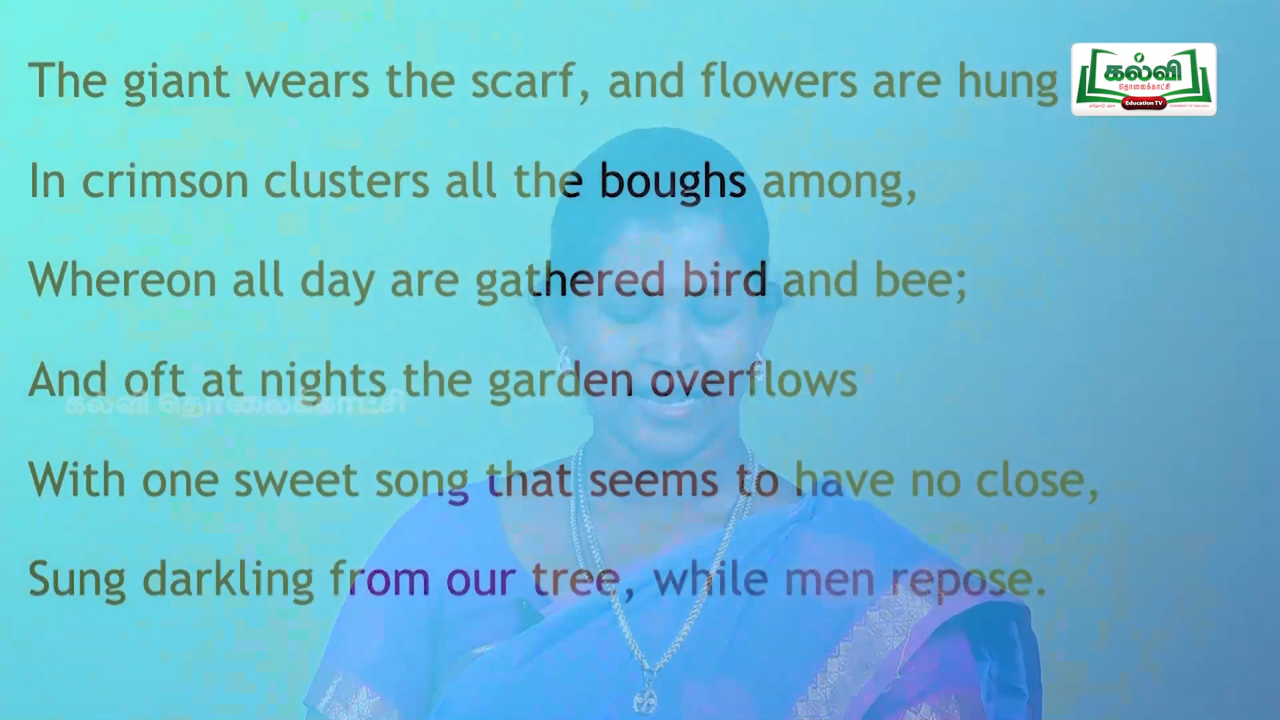 The giant wears the scarf, and flowers are hung
In crimson clusters all the boughs among,
Whereon all day are gathered bird and bee;
And oft at nights the garden overflows
With one sweet song that seems to have no close,
Sung darkling from our tree, while men repose.
கல்வி
தொலைக்காட்சி
Education TV
கல்வி தொலைக்காட்சி